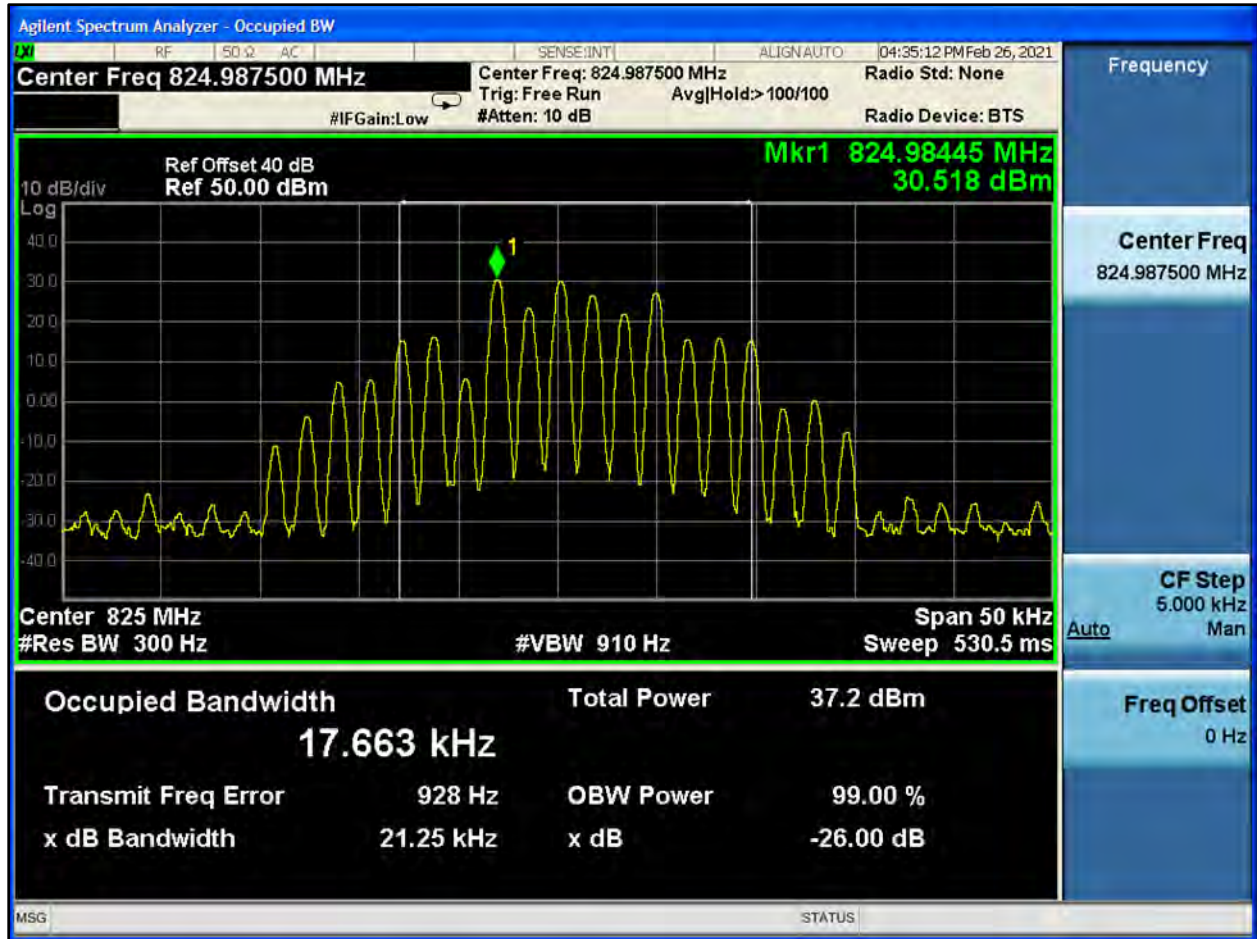 Agilent Spectrum Analyzer - Occupied BW
LXI RF 50 Ω AC SENSE:INT ALIGNAUTO 04:35:12 PM Feb 26, 2021
Center Freq 824.987500 MHz
Center Freq: 824.987500 MHz Radio Std: None
Trig: Free Run Avg|Hold:> 100/100
#IFGain:Low #Atten: 10 dB Radio Device: BTS
Frequency
Mkr1 824.98445 MHz
30.518 dBm
Ref Offset 40 dB
10 dB/div Ref 50.00 dBm
Log
40.0
30.0
20.0
10.0
0.00
-10.0
-20.0
-30.0
-40.0
1
Center Freq
824.987500 MHz
Center 825 MHz Span 50 kHz
#Res BW 300 Hz #VBW 910 Hz Sweep 530.5 ms
CF Step
5.000 kHz
Auto Man
Occupied Bandwidth Total Power 37.2 dBm
17.663 kHz
Transmit Freq Error 928 Hz OBW Power 99.00 %
x dB Bandwidth 21.25 kHz x dB -26.00 dB
Freq Offset
0 Hz
MSG STATUS